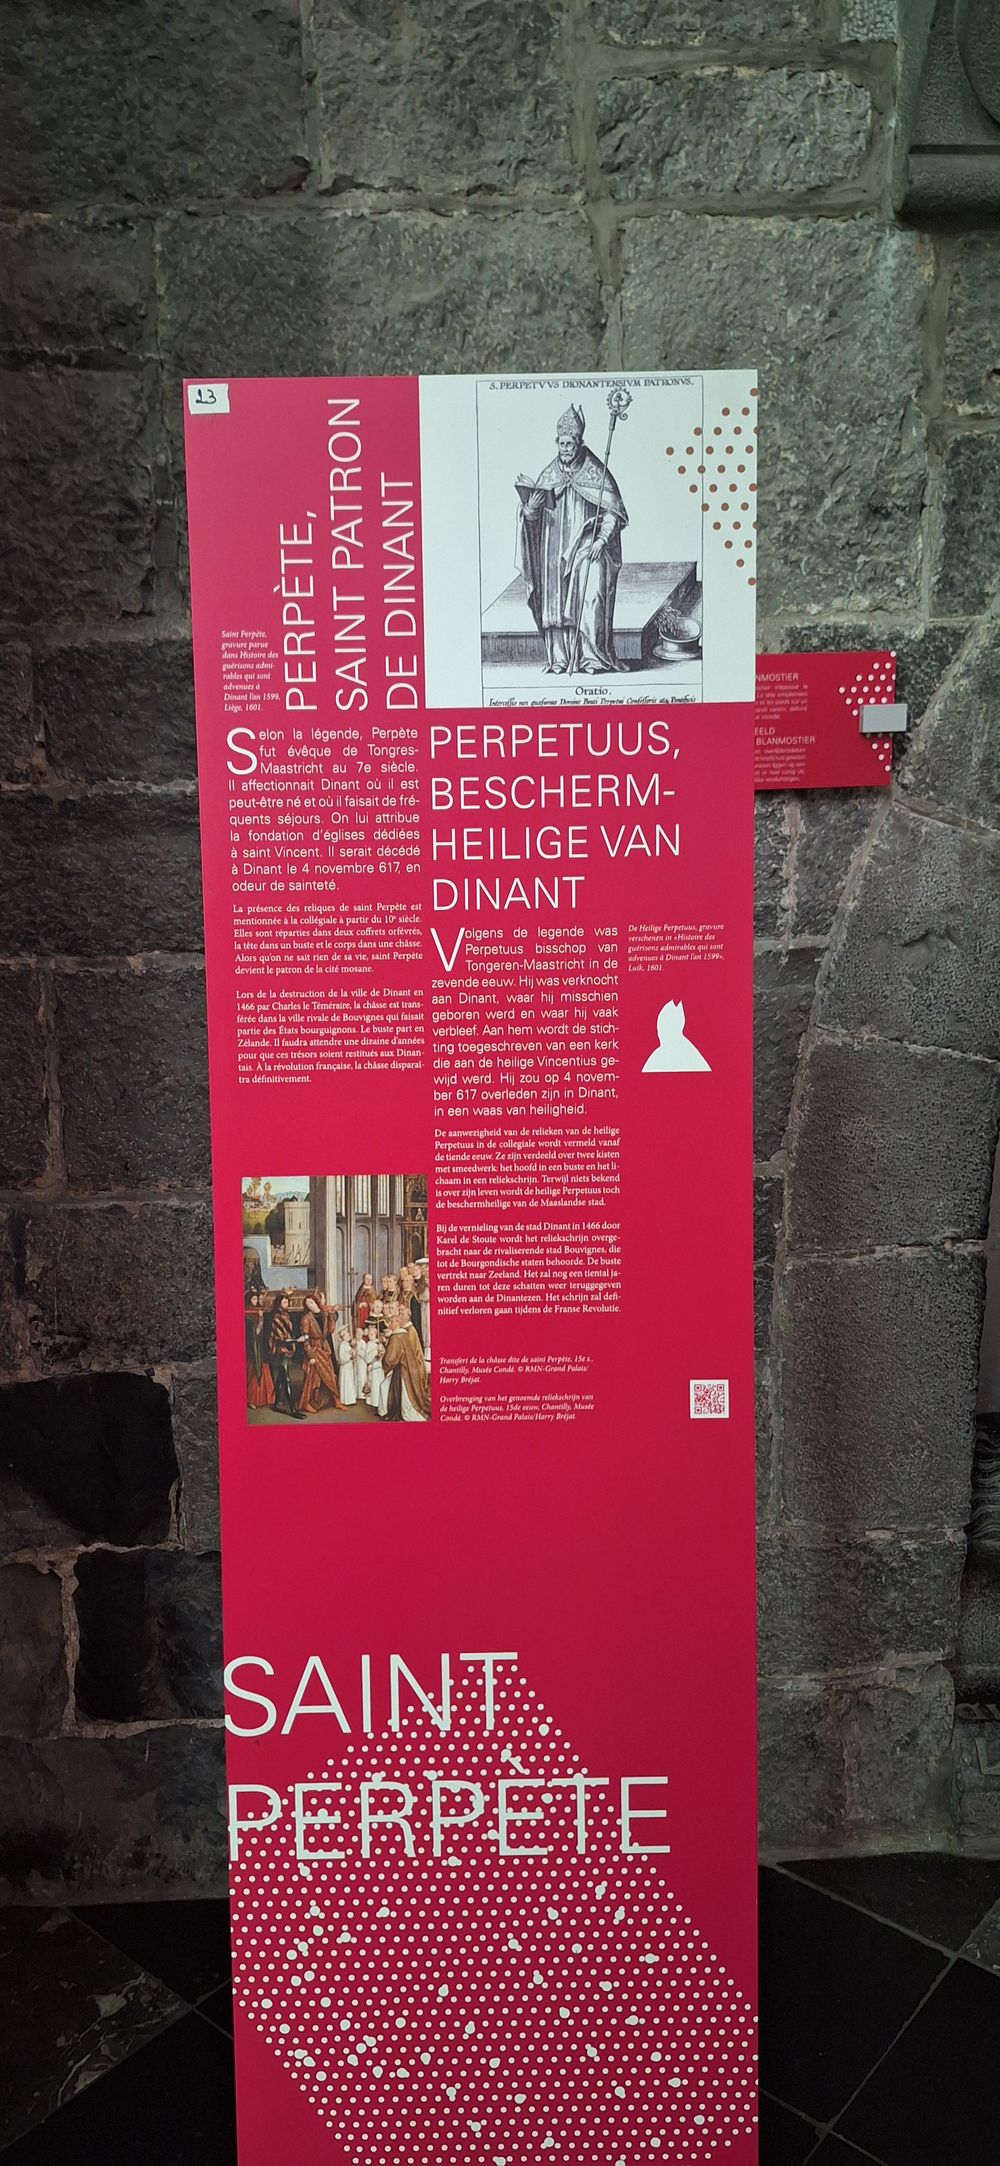 23
PERPÈTE,
SAINT PATRON
DE DINANT
S. PERPETVVS DIONANTENSIVM PATRONVS.
Oratio.
Intercessio nos quæsumus Domine Beati Perpetui Confessoris atq. Pontificis
Saint Perpète,
gravure parue
dans Histoire des
guérisons admi-
rables qui sont
advenues à
Dinant l'an 1599,
Liège, 1601.
Selon la légende, Perpète
fut évêque de Tongres-
Maastricht au 7e siècle.
Il affectionnait Dinant où il est
peut-être né et où il faisait de fré-
quents séjours. On lui attribue
la fondation d'églises dédiées
à saint Vincent. Il serait décédé
à Dinant le 4 novembre 617, en
odeur de sainteté.
La présence des reliques de saint Perpète est
mentionnée à la collégiale à partir du 10e siècle.
Elles sont réparties dans deux coffrets orfévrés,
la tête dans un buste et le corps dans une châsse.
Alors qu'on ne sait rien de sa vie, saint Perpète
devient le patron de la cité mosane.
Lors de la destruction de la ville de Dinant en
1466 par Charles le Téméraire, la châsse est trans-
férée dans la ville rivale de Bouvignes qui faisait
partie des États bourguignons. Le buste part en
Zélande. Il faudra attendre une dizaine d'années
pour que ces trésors soient restitués aux Dinan-
tais. À la révolution française, la châsse disparaî-
tra définitivement.
PERPETUUS,
BESCHERM-
HEILIGE VAN
DINANT
Volgens de legende was
Perpetuus bisschop van
Tongeren-Maastricht in de
zevende eeuw. Hij was verknocht
aan Dinant, waar hij misschien
geboren werd en waar hij vaak
verbleef. Aan hem wordt de stich-
ting toegeschreven van een kerk
die aan de heilige Vincentius ge-
wijd werd. Hij zou op 4 novem-
ber 617 overleden zijn in Dinant,
in een waas van heiligheid.
De aanwezigheid van de relieken van de heilige
Perpetuus in de collegiale wordt vermeld vanaf
de tiende eeuw. Ze zijn verdeeld over twee kisten
met smeedwerk: het hoofd in een buste en het li-
chaam in een reliekschrijn. Terwijl niets bekend
is over zijn leven wordt de heilige Perpetuus toch
de beschermheilige van de Maaslandse stad.
Bij de vernieling van de stad Dinant in 1466 door
Karel de Stoute wordt het reliekschrijn overge-
bracht naar de rivaliserende stad Bouvignes, die
tot de Bourgondische staten behoorde. De buste
vertrekt naar Zeeland. Het zal nog een tiental ja-
ren duren tot deze schatten weer teruggegeven
worden aan de Dinantezen. Het schrijn zal defi-
nitief verloren gaan tijdens de Franse Revolutie.
De Heilige Perpetuus, gravure
verschenen in «Histoire des
guérisons admirables qui sont
advenues à Dinant l'an 1599»,
Luik, 1601.
Transfert de la châsse dite de saint Perpète, 15e s.,
Chantilly, Musée Condé. © RMN-Grand Palais/
Harry Bréjat.
Overbrenging van het genoemde reliekschrijn van
de heilige Perpetuus, 15de eeuw, Chantilly, Musée
Condé. © RMN-Grand Palais/Harry Bréjat.
SAINT
PERPÈTE
NMOSTIER
EELD
BLANMOSTIER